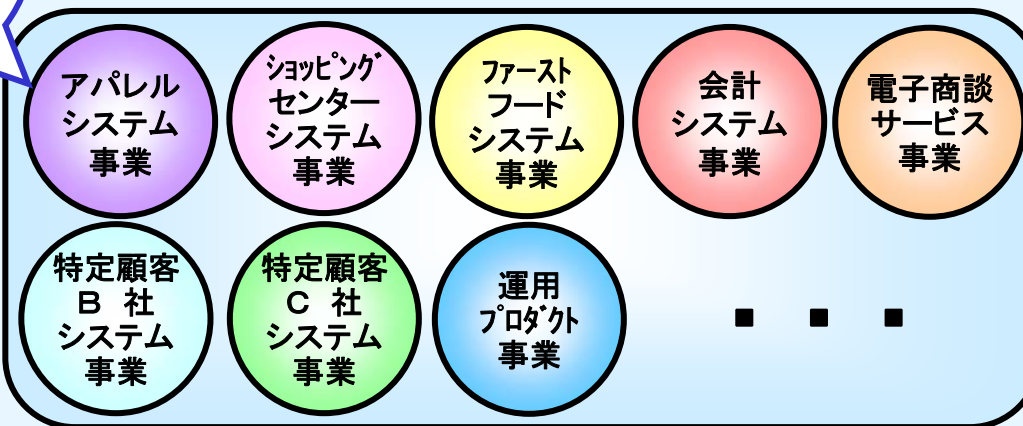 アパレル
システム
事業
ｼｮｯﾋﾟﾝｸﾞ
センター
システム
事業
ﾌｧｰｽﾄ
フード
システム
事業
会計
システム
事業
電子商談
サービス
事業
特定顧客
Ｂ 社
システム
事業
特定顧客
Ｃ 社
システム
事業
運用
ﾌﾟﾛﾀﾞｸﾄ
事業
・・・